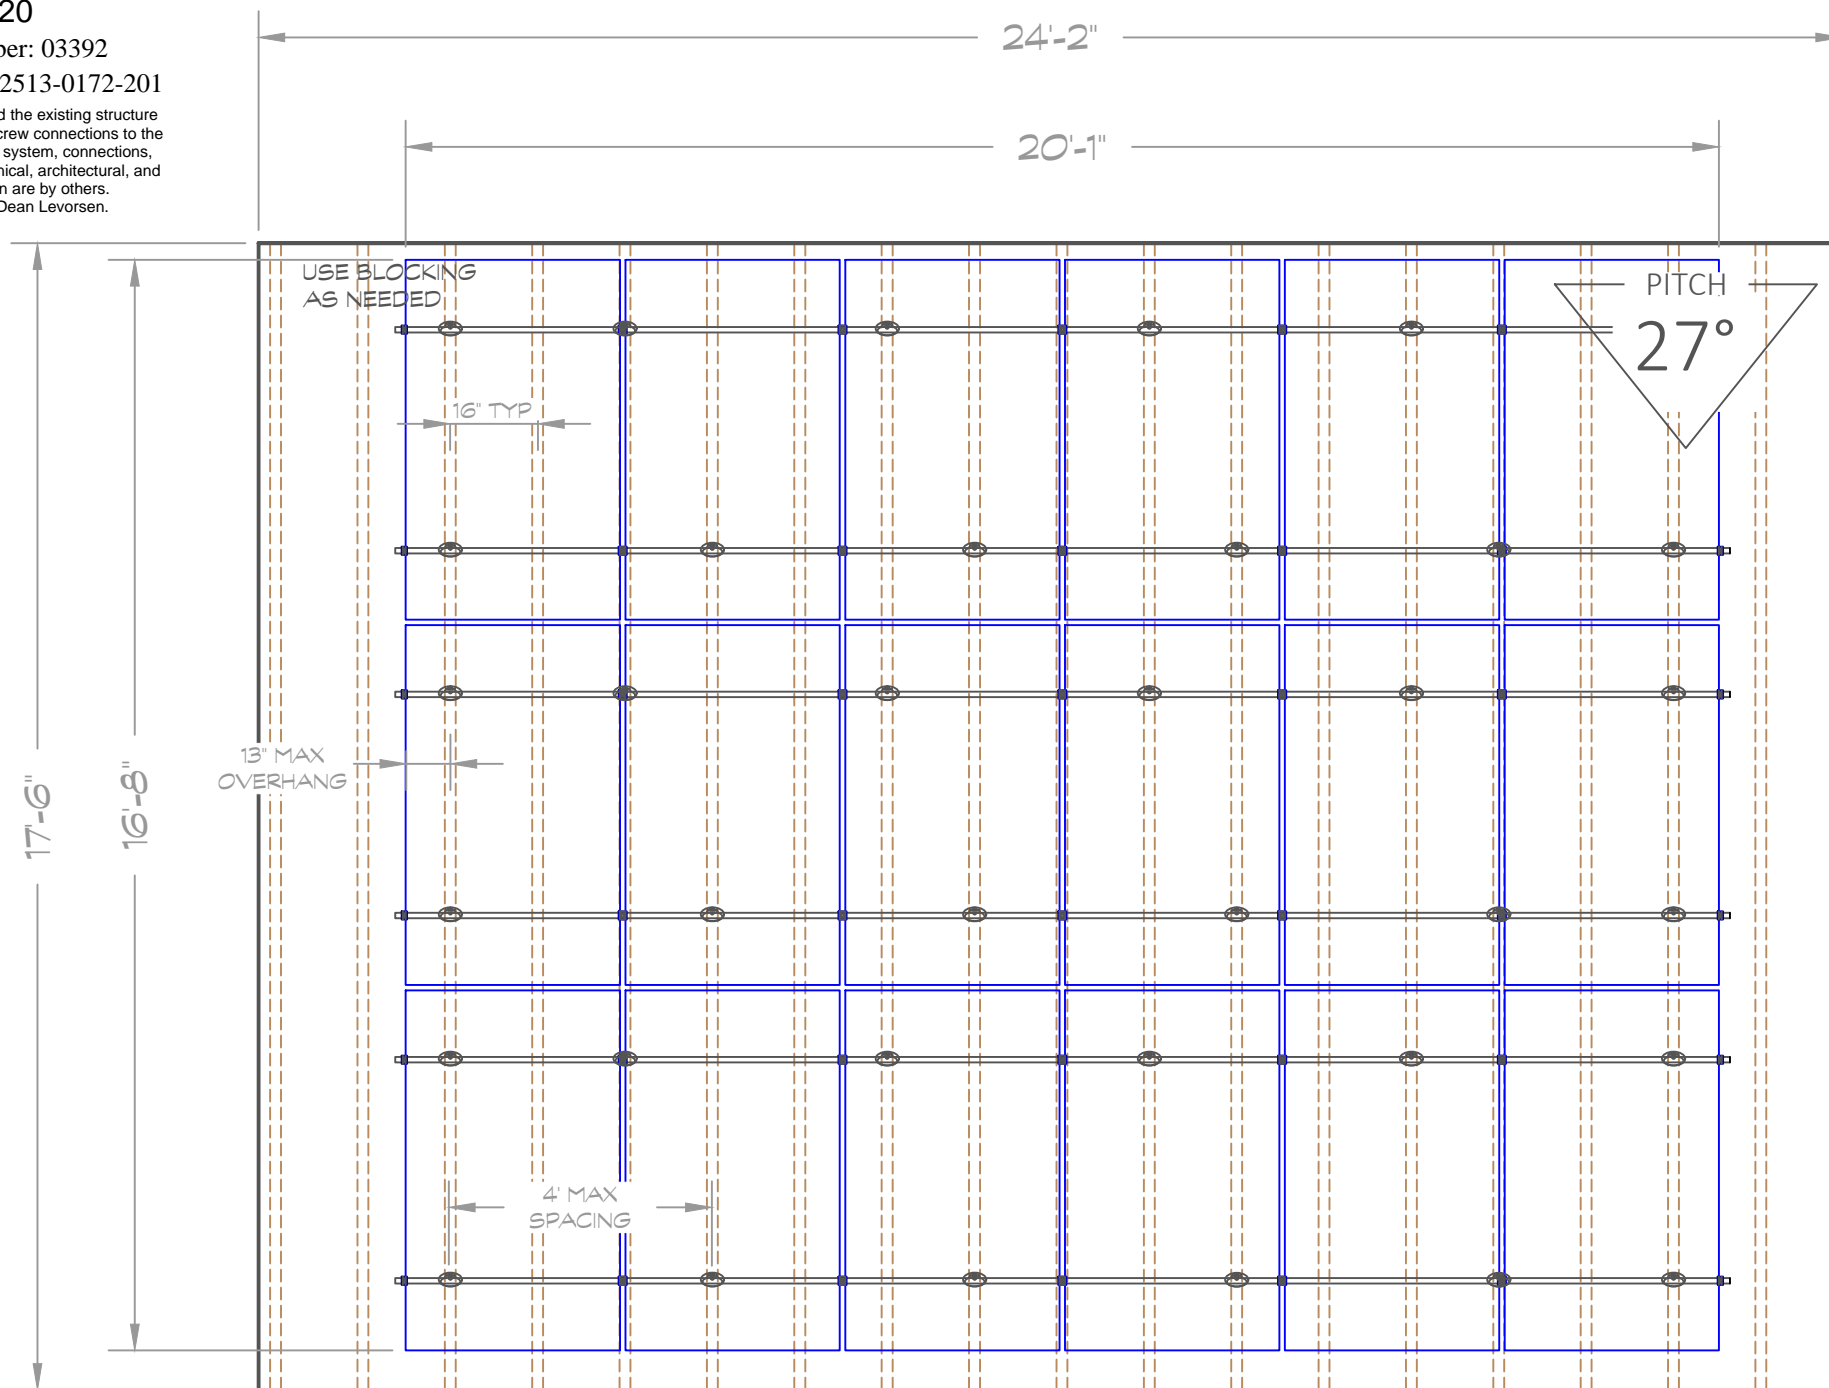 20
ber: 03392
2513-0172-201
d the existing structure
crew connections to the
system, connections,
nical, architectural, and
n are by others.
Dean Levorsen.
24'-2"
20'-1"
USE BLOCKING
AS NEEDED
PITCH
27°
16" TYP
13" MAX
OVERHANG
17'-6"
16'-8"
4' MAX
SPACING